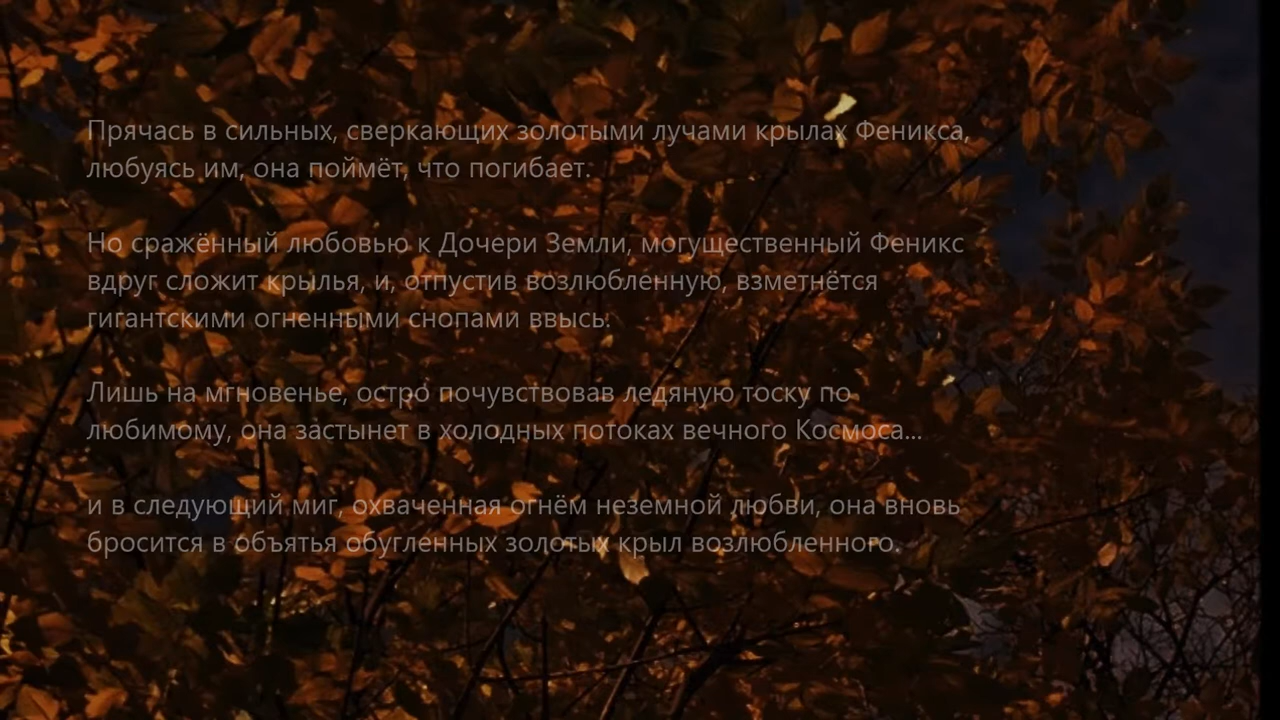 Прячась в сильных, сверкающих золотыми лучами крылах Феникса,
любуясь им, она поймёт, что погибает.
Но сражённый любовью к Дочери Земли, могущественный Феникс
вдруг сложит крылья, и, отпустив возлюбленную, взметнётся
гигантскими огненными снопами ввысь.
Лишь на мгновенье, остро почувствовав ледяную тоску по
любимому, она застынет в холодных потоках вечного Космоса...
и в следующий миг, охваченная огнём неземной любви, она вновь
бросится в объятья обугленных золотых крыл возлюбленного.